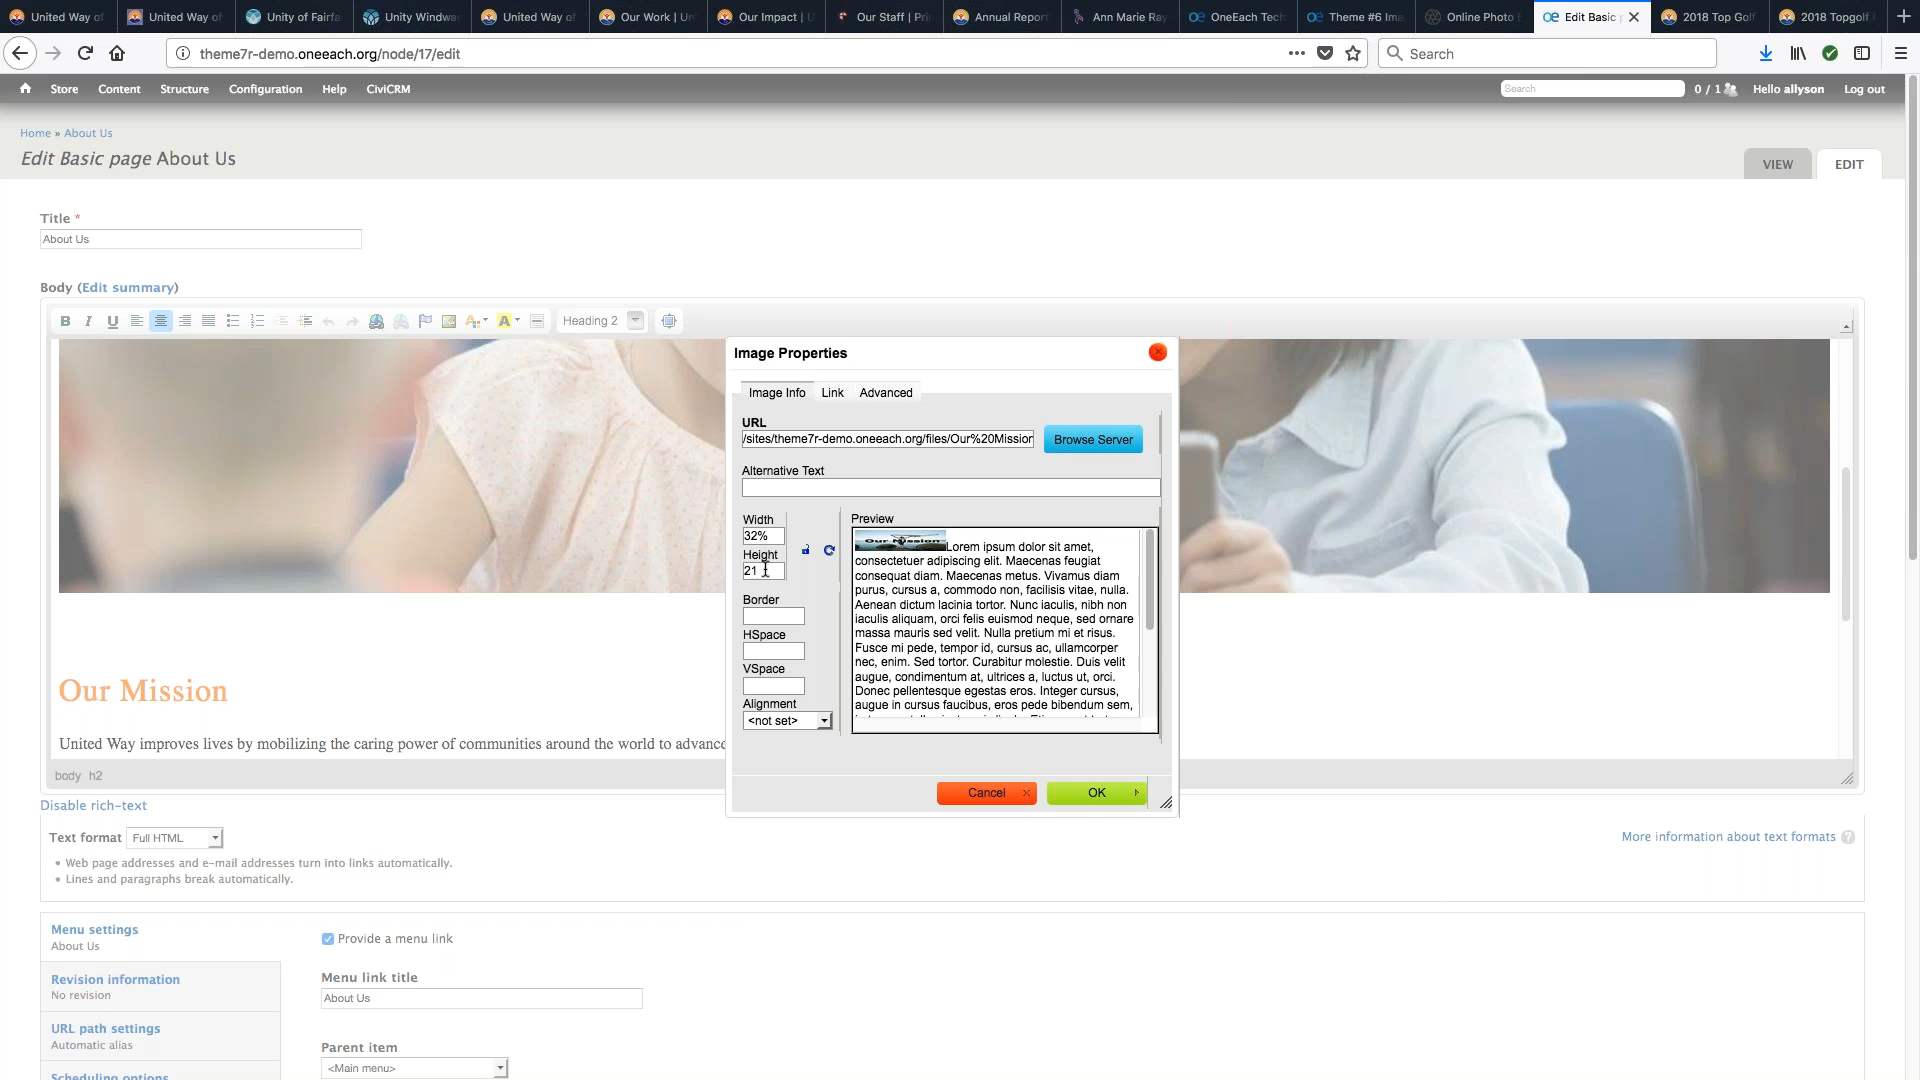 United Way of
United Way of
Unity of Fairfa
Unity Windwa
United Way of
Our Work | Un
Our Impact | U
Our Staff | Pri
Annual Report
Ann Marie Ray
OneEach Tech
Theme #6 Ima
Online Photo E
Edit Basic
2018 Top Golf
2018 Topgolf
theme7r-demo.oneeach.org/node/17/edit
Search
Store Content Structure Configuration Help CiviCRM
Search
0 / 1
Hello allyson
Log out
Home » About Us
Edit Basic page About Us
VIEW
EDIT
Title *
About Us
Body (Edit summary)
B I U
A
A
Heading 2
Image Properties
Image Info Link Advanced
URL
/sites/theme7r-demo.oneeach.org/files/Our%20Mission
Browse Server
Alternative Text
Width
32%
Height
21
Border
HSpace
VSpace
Alignment
<not set>
Preview
Our Mission
Lorem ipsum dolor sit amet,
consectetuer adipiscing elit. Maecenas feugiat
consequat diam. Maecenas metus. Vivamus diam
purus, cursus a, commodo non, facilisis vitae, nulla.
Aenean dictum lacinia tortor. Nunc iaculis, nibh non
iaculis aliquam, orci felis euismod neque, sed ornare
massa mauris sed velit. Nulla pretium mi et risus.
Fusce mi pede, tempor id, cursus ac, ullamcorper
nec, enim. Sed tortor. Curabitur molestie. Duis velit
augue, condimentum at, ultrices a, luctus ut, orci.
Donec pellentesque egestas eros. Integer cursus,
augue in cursus faucibus, eros pede bibendum sem,
Cancel
OK
Our Mission
United Way improves lives by mobilizing the caring power of communities around the world to advance
body h2
Disable rich-text
Text format
Full HTML
More information about text formats
Web page addresses and e-mail addresses turn into links automatically.
Lines and paragraphs break automatically.
Menu settings
About Us
Revision information
No revision
URL path settings
Automatic alias
Scheduling options
Provide a menu link
Menu link title
About Us
Parent item
<Main menu>